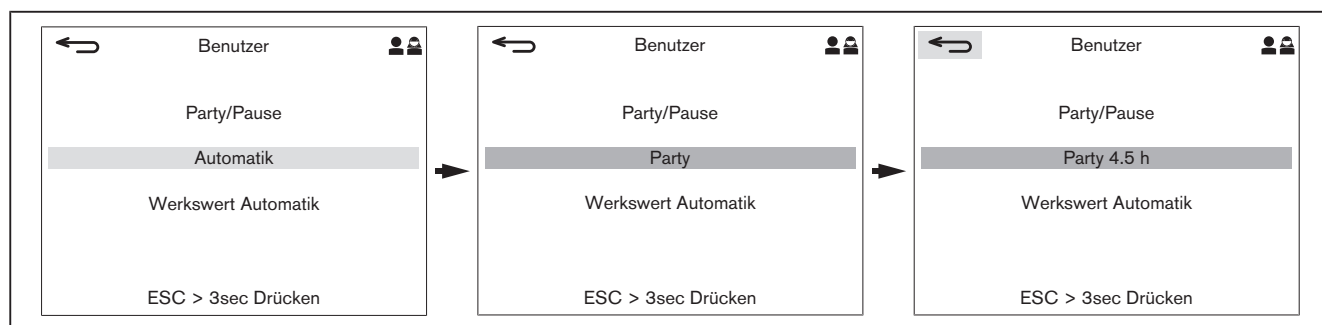 Benutzer
Party/Pause
Automatik
Werkswert Automatik
ESC > 3sec Drücken
Benutzer
Party/Pause
Party
Werkswert Automatik
ESC > 3sec Drücken
Benutzer
Party/Pause
Party 4.5 h
Werkswert Automatik
ESC > 3sec Drücken